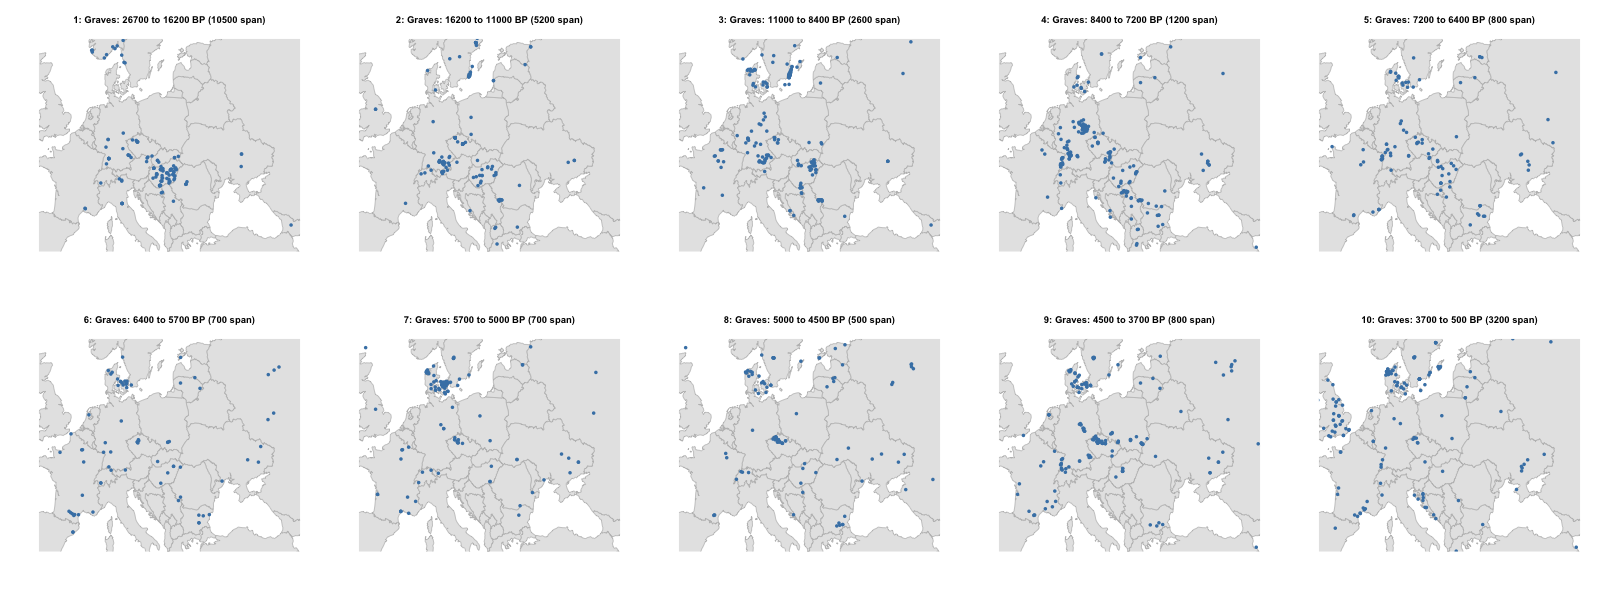 1: Graves: 26700 to 16200 BP (10500 span)
2: Graves: 16200 to 11000 BP (5200 span)
3: Graves: 11000 to 8400 BP (2600 span)
4: Graves: 8400 to 7200 BP (1200 span)
5: Graves: 7200 to 6400 BP (800 span)
6: Graves: 6400 to 5700 BP (700 span)
7: Graves: 5700 to 5000 BP (700 span)
8: Graves: 5000 to 4500 BP (500 span)
9: Graves: 4500 to 3700 BP (800 span)
10: Graves: 3700 to 500 BP (3200 span)